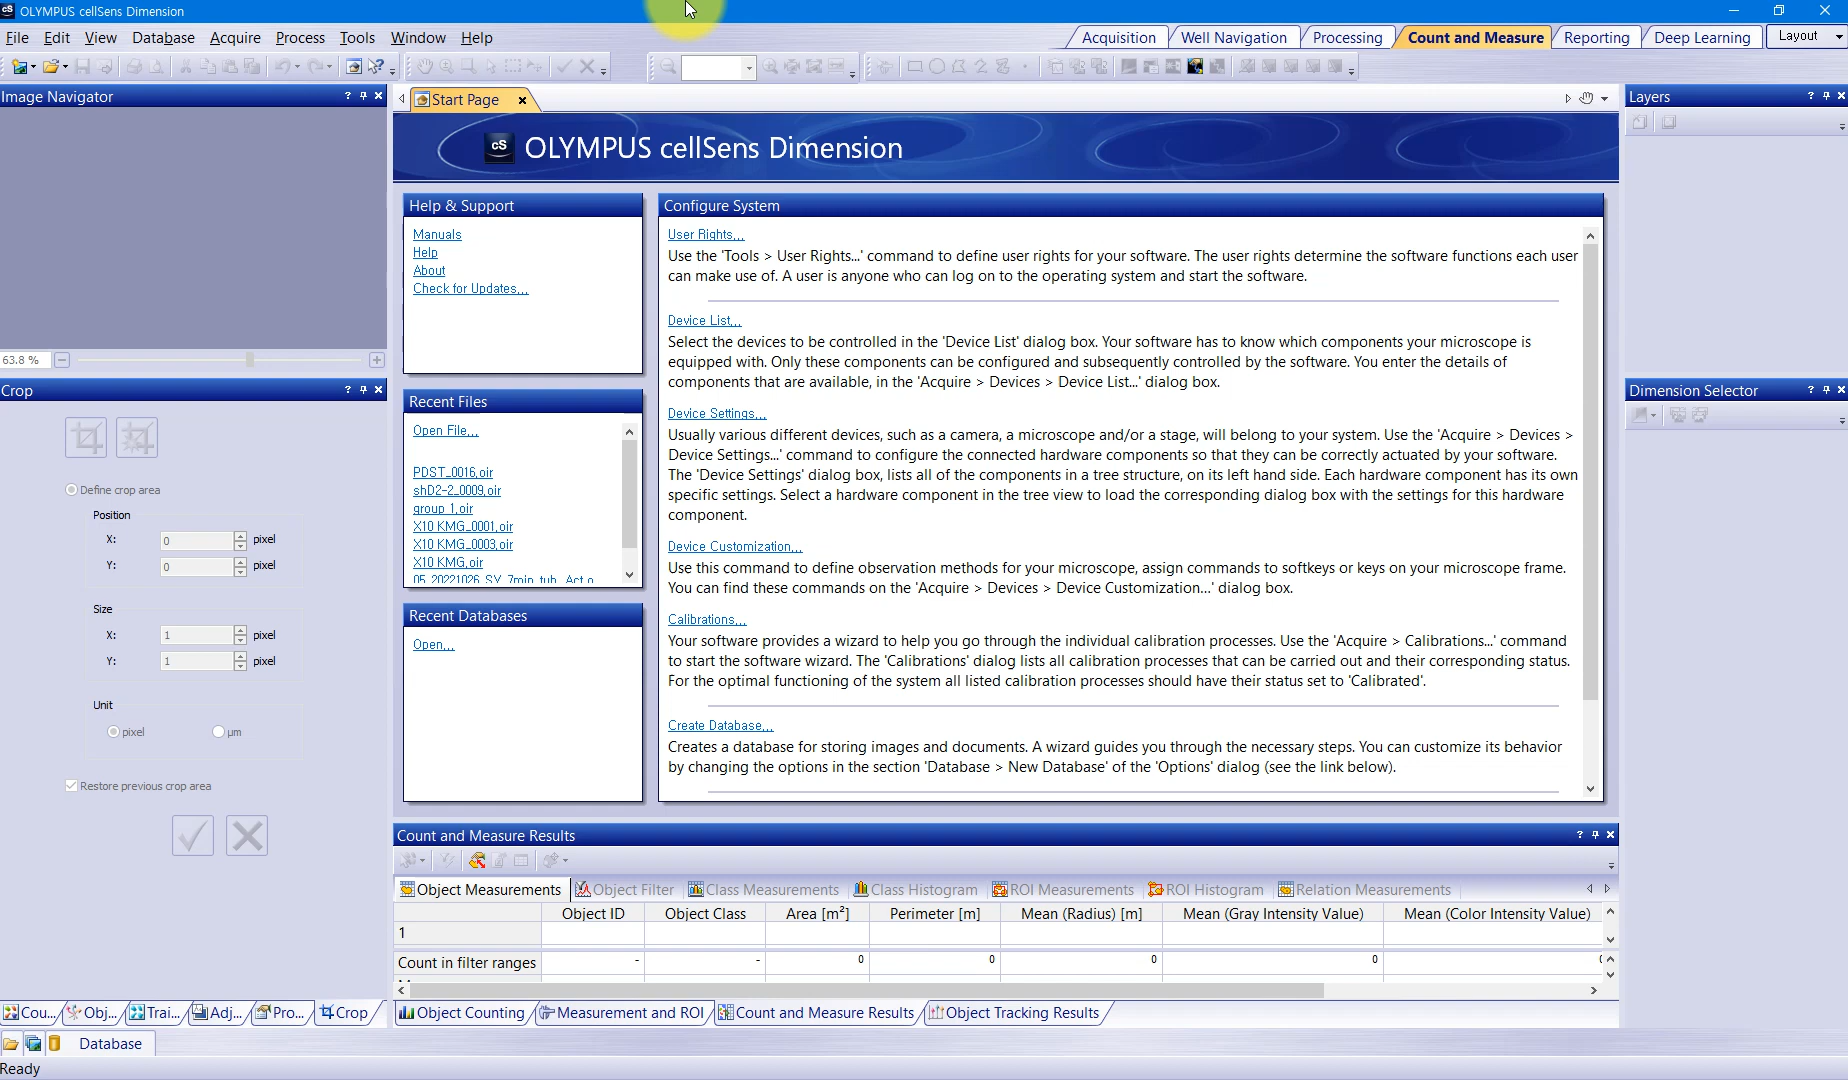 OLYMPUS cellSens Dimension
File Edit View Database Acquire Process Tools Window Help
Acquisition Well Navigation Processing Count and Measure Reporting Deep Learning Layout
Image Navigator
Start Page
Layers
cS OLYMPUS cellSens Dimension
Help & Support
Manuals
Help
About
Check for Updates...
Configure System
User Rights...
Use the 'Tools > User Rights...' command to define user rights for your software. The user rights determine the software functions each user
can make use of. A user is anyone who can log on to the operating system and start the software.
Device List...
Select the devices to be controlled in the 'Device List' dialog box. Your software has to know which components your microscope is
equipped with. Only these components can be configured and subsequently controlled by the software. You enter the details of
components that are available, in the 'Acquire > Devices > Device List...' dialog box.
Device Settings...
Usually various different devices, such as a camera, a microscope and/or a stage, will belong to your system. Use the 'Acquire > Devices >
Device Settings...' command to configure the connected hardware components so that they can be correctly actuated by your software.
The 'Device Settings' dialog box, lists all of the components in a tree structure, on its left hand side. Each hardware component has its own
specific settings. Select a hardware component in the tree view to load the corresponding dialog box with the settings for this hardware
component.
Device Customization...
Use this command to define observation methods for your microscope, assign commands to softkeys or keys on your microscope frame.
You can find these commands on the 'Acquire > Devices > Device Customization...' dialog box.
Calibrations...
Your software provides a wizard to help you go through the individual calibration processes. Use the 'Acquire > Calibrations...' command
to start the software wizard. The 'Calibrations' dialog lists all calibration processes that can be carried out and their corresponding status.
For the optimal functioning of the system all listed calibration processes should have their status set to 'Calibrated'.
Create Database...
Creates a database for storing images and documents. A wizard guides you through the necessary steps. You can customize its behavior
by changing the options in the section 'Database > New Database' of the 'Options' dialog (see the link below).
63.8 %
Crop
Define crop area
Position
X: 0 pixel
Y: 0 pixel
Size
X: 1 pixel
Y: 1 pixel
Unit
pixel µm
Restore previous crop area
Recent Files
Open File...
PDST_0016.oir
shD2-2_0009.oir
group 1.oir
X10 KMG_0001.oir
X10 KMG_0003.oir
X10 KMG.oir
05_20221026_SY_7min_tub_Act o
Recent Databases
Open...
Dimension Selector
Count and Measure Results
Object Measurements Object Filter Class Measurements Class Histogram ROI Measurements ROI Histogram Relation Measurements
Object ID Object Class Area [m²] Perimeter [m] Mean (Radius) [m] Mean (Gray Intensity Value) Mean (Color Intensity Value)
1
Count in filter ranges - - 0 0 0 0
Cou... Obj... Trai... Adj... Pro... Crop
Object Counting Measurement and ROI Count and Measure Results Object Tracking Results
Database
Ready